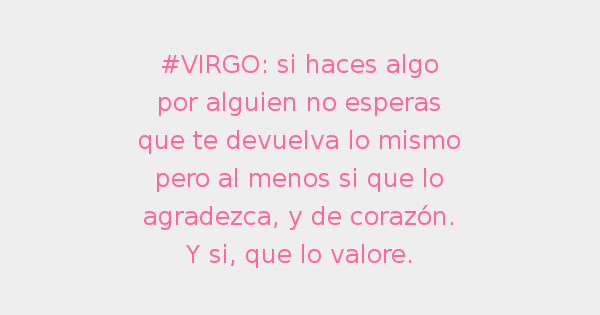 #VIRGO: si haces algo
por alguien no esperas
que te devuelva lo mismo
pero al menos si que lo
agradezca, y de corazón.
Y si, que lo valore.